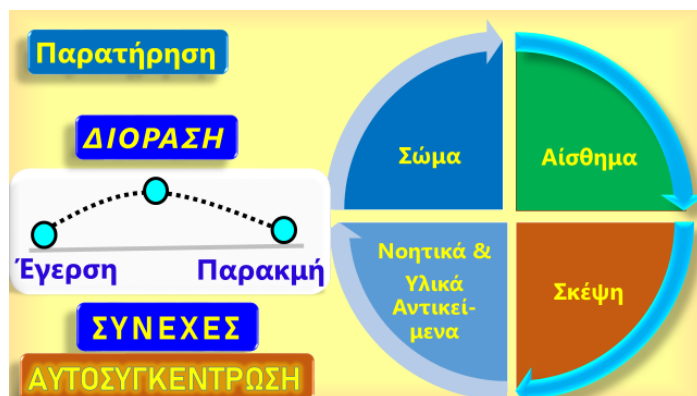 Παρατήρηση
ΔΙΟΡΑΣΗ
Έγερση
Παρακμή
ΣΥΝΕΧΕΣ
ΑΥΤΟΣΥΓΚΕΝΤΡΩΣΗ
Σώμα
Αίσθημα
Νοητικά &
Υλικά
Αντικεί-
μενα
Σκέψη